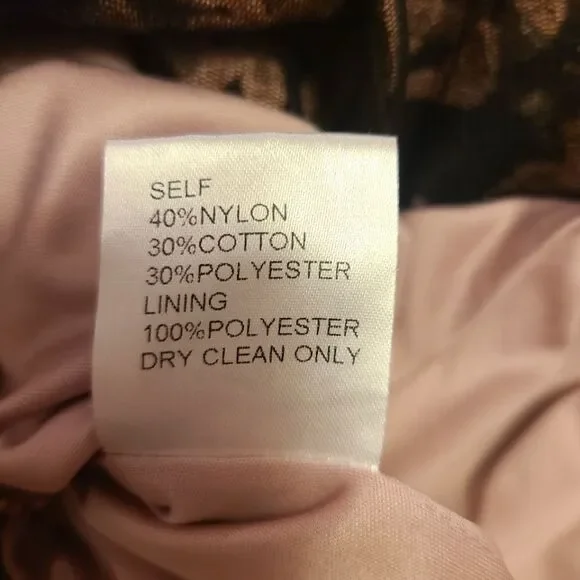 SELF
40%NYLON
30%COTTON
30%POLYESTER
LINING
100%POLYESTER
DRY CLEAN ONLY